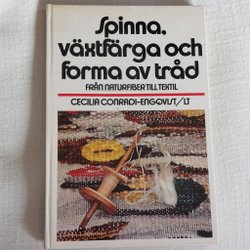 Spinna,
växtfärga och
forma av tråd
FRÅN NATURFIBER TILL TEXTIL
CECILIA CONRADI-ENGQVIST/LT